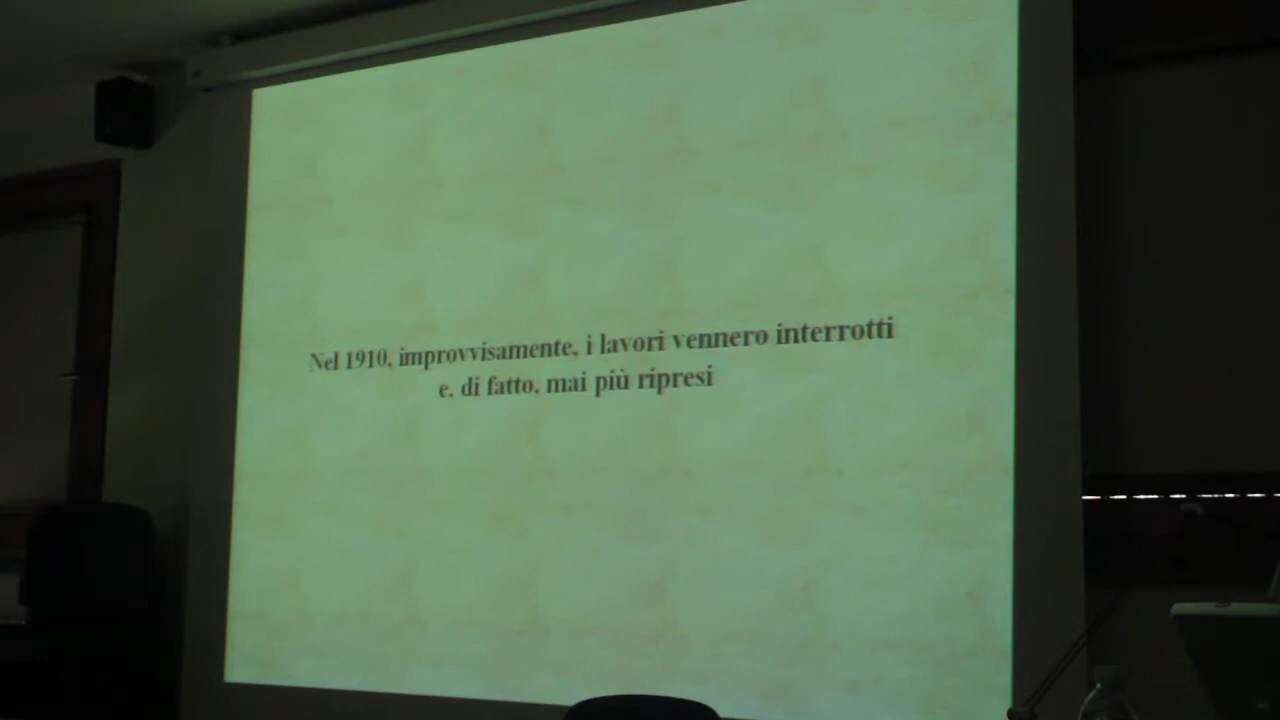 Nel 1910, improvvisamente, i lavori vennero interrotti
e, di fatto, mai più ripresi